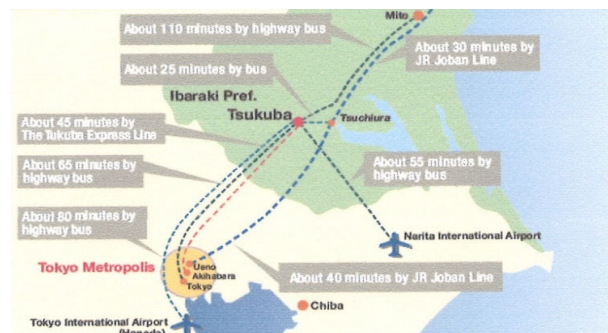 Mito
About 110 minutes by highway bus
About 30 minutes by
JR Joban Line
About 25 minutes by bus
Ibaraki Pref.
Tsukuba
Tsuchiura
About 45 minutes by
The Tukuba Express Line
About 65 minutes by
highway bus
About 55 minutes by
highway bus
About 80 minutes by
highway bus
Narita International Airport
Tokyo Metropolis
Ueno
Akihabara
Tokyo
About 40 minutes by JR Joban Line
Chiba
Tokyo International Airport
(Haneda)